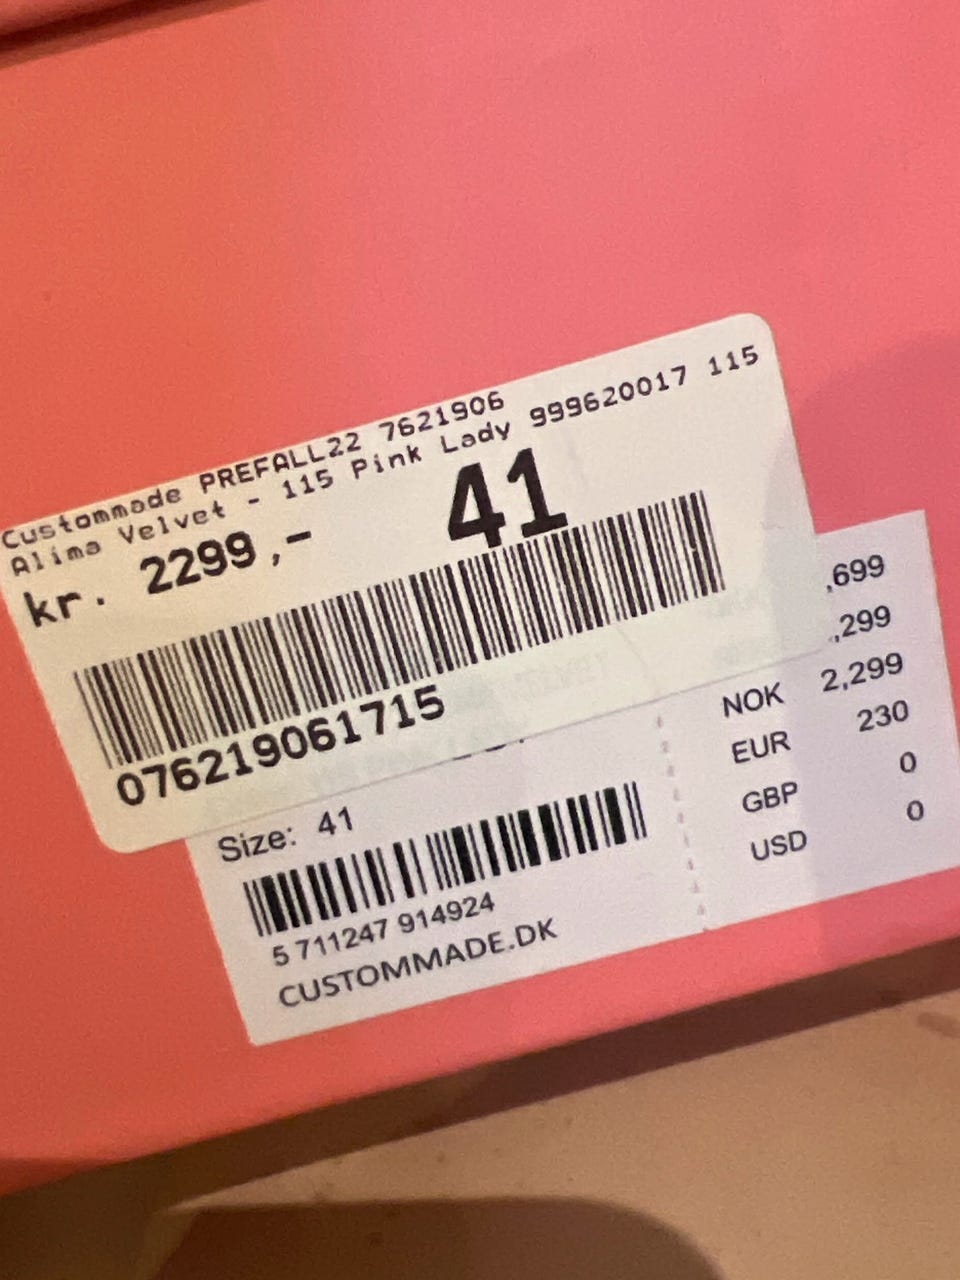 Custommade PREFALL22 7621906
Alima Velvet - 115 Pink Lady 999620017 115
kr. 2299,- 41
076219061715
Size: 41
5 711247 914924
CUSTOMMADE.DK
,699
,299
NOK 2,299
EUR 230
GBP 0
USD 0